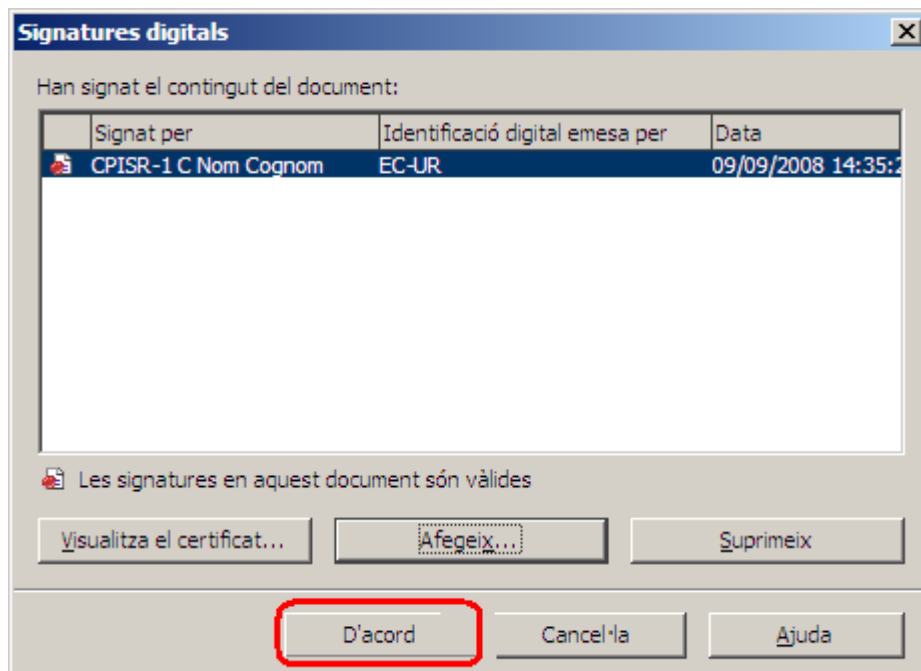 Signatures digitals
Han signat el contingut del document:
Signat per Identificació digital emesa per Data
CPISR-1 C Nom Cognom EC-UR 09/09/2008 14:35:2
Les signatures en aquest document són vàlides
Visualitza el certificat... Afegeix... Suprimeix
D'acord Cancel·la Ajuda